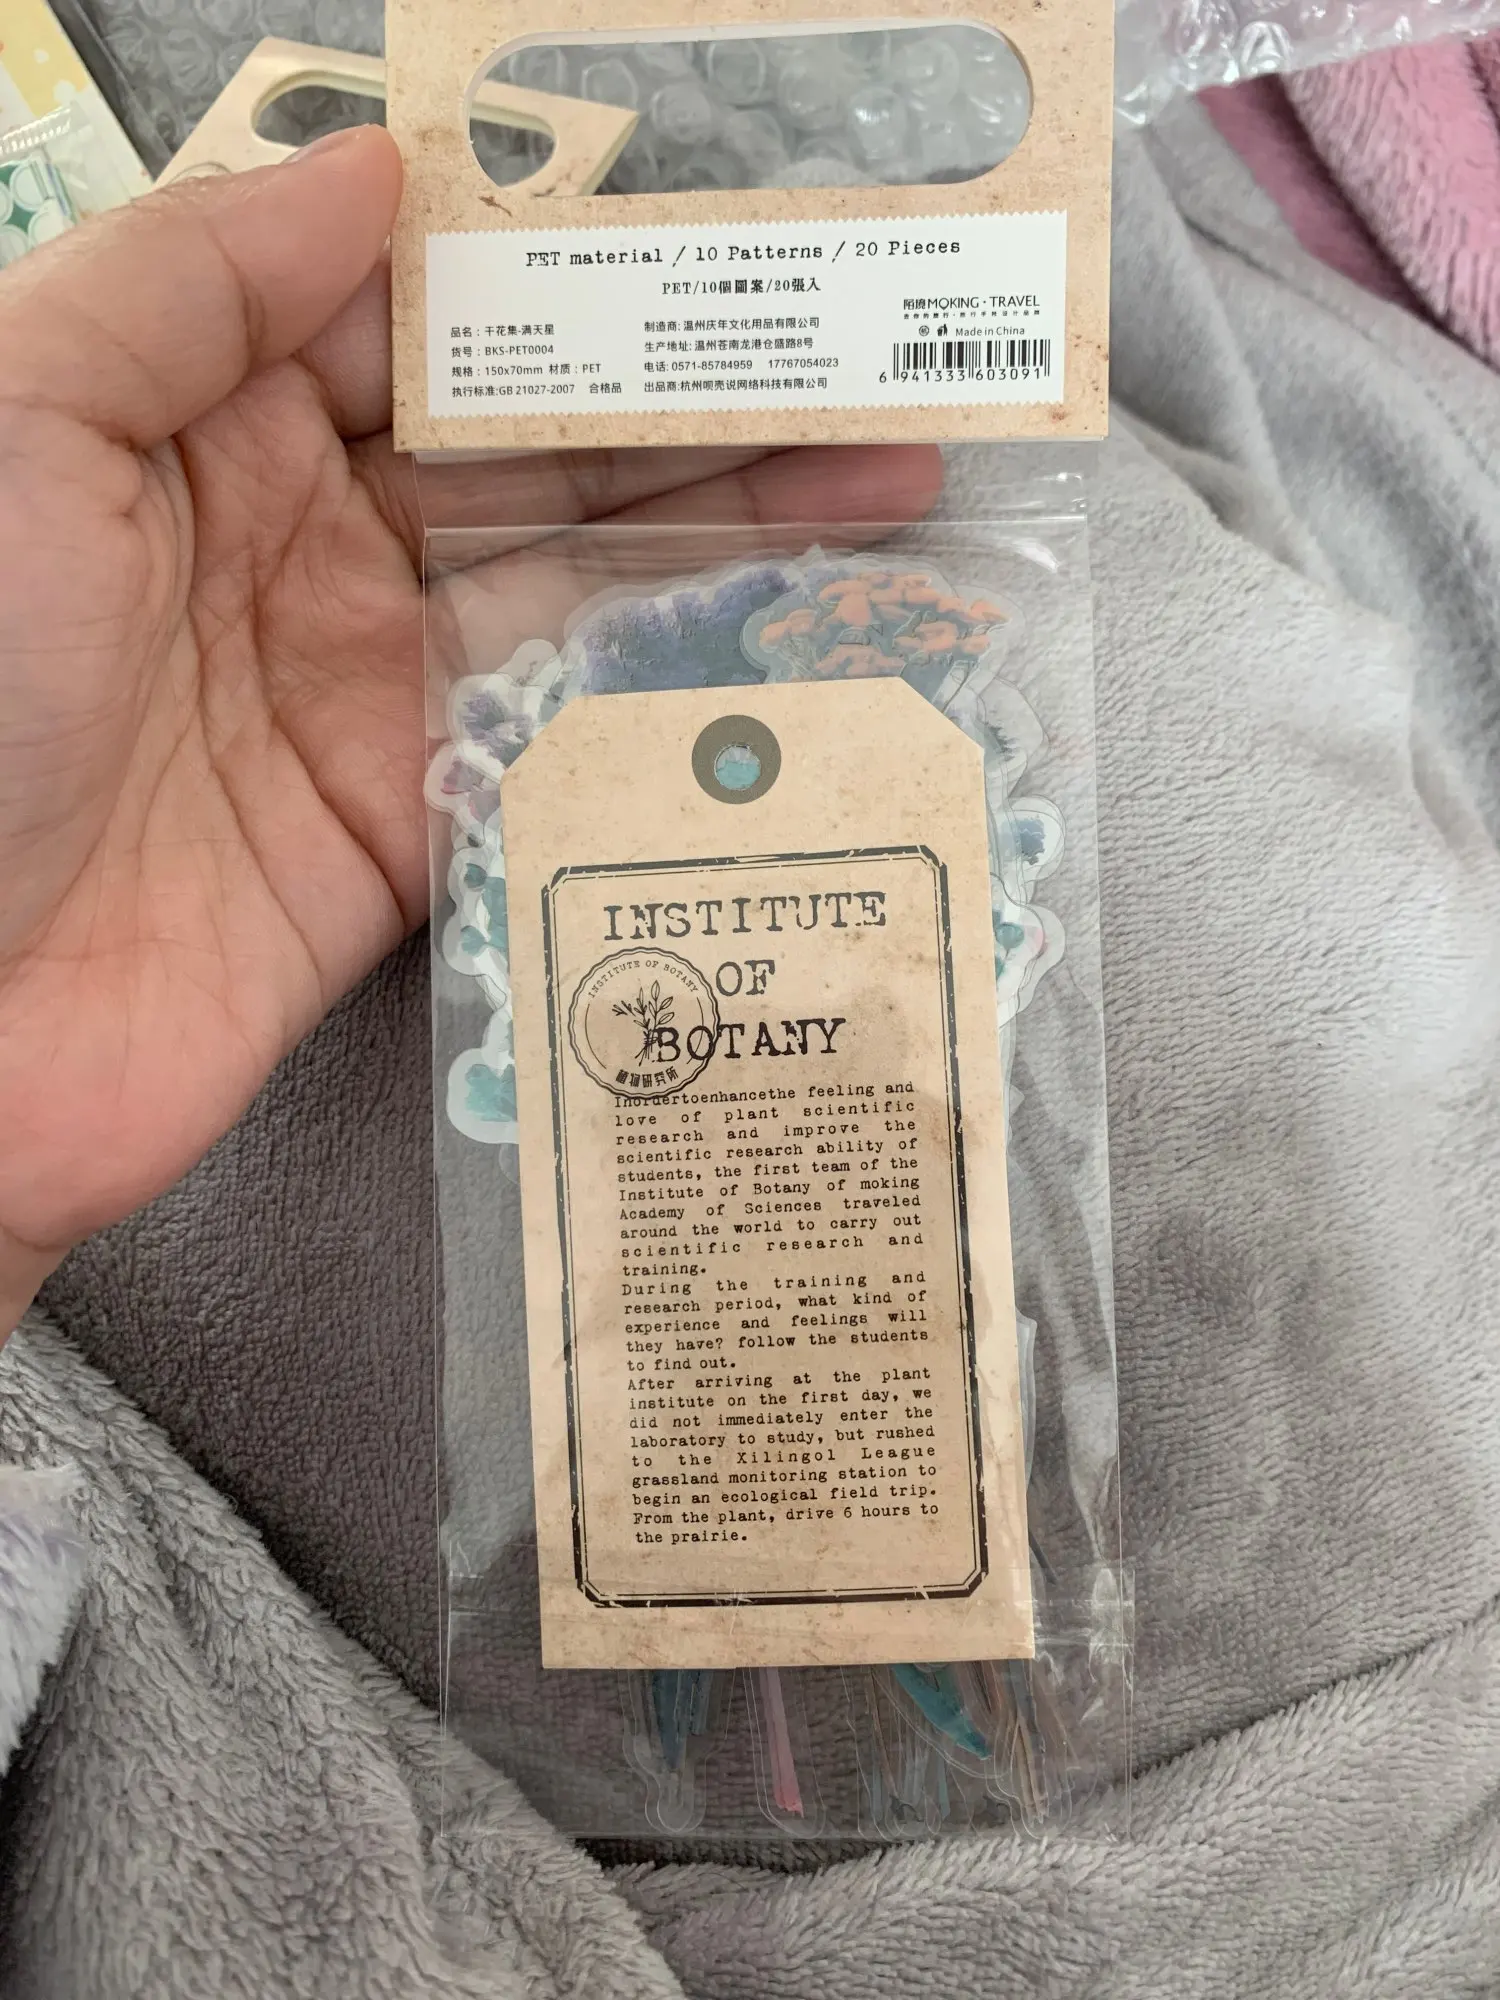 PET material / 10 Patterns / 20 Pieces
PET/10個圖案/20張入
品名：干花集-满天星
货号：BKS-PET0004
规格：150x70mm 材质：PET
执行标准:GB 21027-2007 合格品
制造商: 温州庆年文化用品有限公司
生产地址: 温州苍南龙港仓盛路8号
电话: 0571-85784959 17767054023
出品商:杭州呗壳说网络科技有限公司
陌境MOKING·TRAVEL
Made in China
6 941333 603091
INSTITUTE
OF
BOTANY
INSTITUTE OF BOTANY
植物研究所
Inordertoenhancethe feeling and
love of plant scientific
research and improve the
scientific research ability of
students, the first team of the
Institute of Botany of moking
Academy of Sciences traveled
around the world to carry out
scientific research and
training.
During the training and
research period, what kind of
experience and feelings will
they have? follow the students
to find out.
After arriving at the plant
institute on the first day, we
did not immediately enter the
laboratory to study, but rushed
to the Xilingol League
grassland monitoring station to
begin an ecological field trip.
From the plant, drive 6 hours to
the prairie.